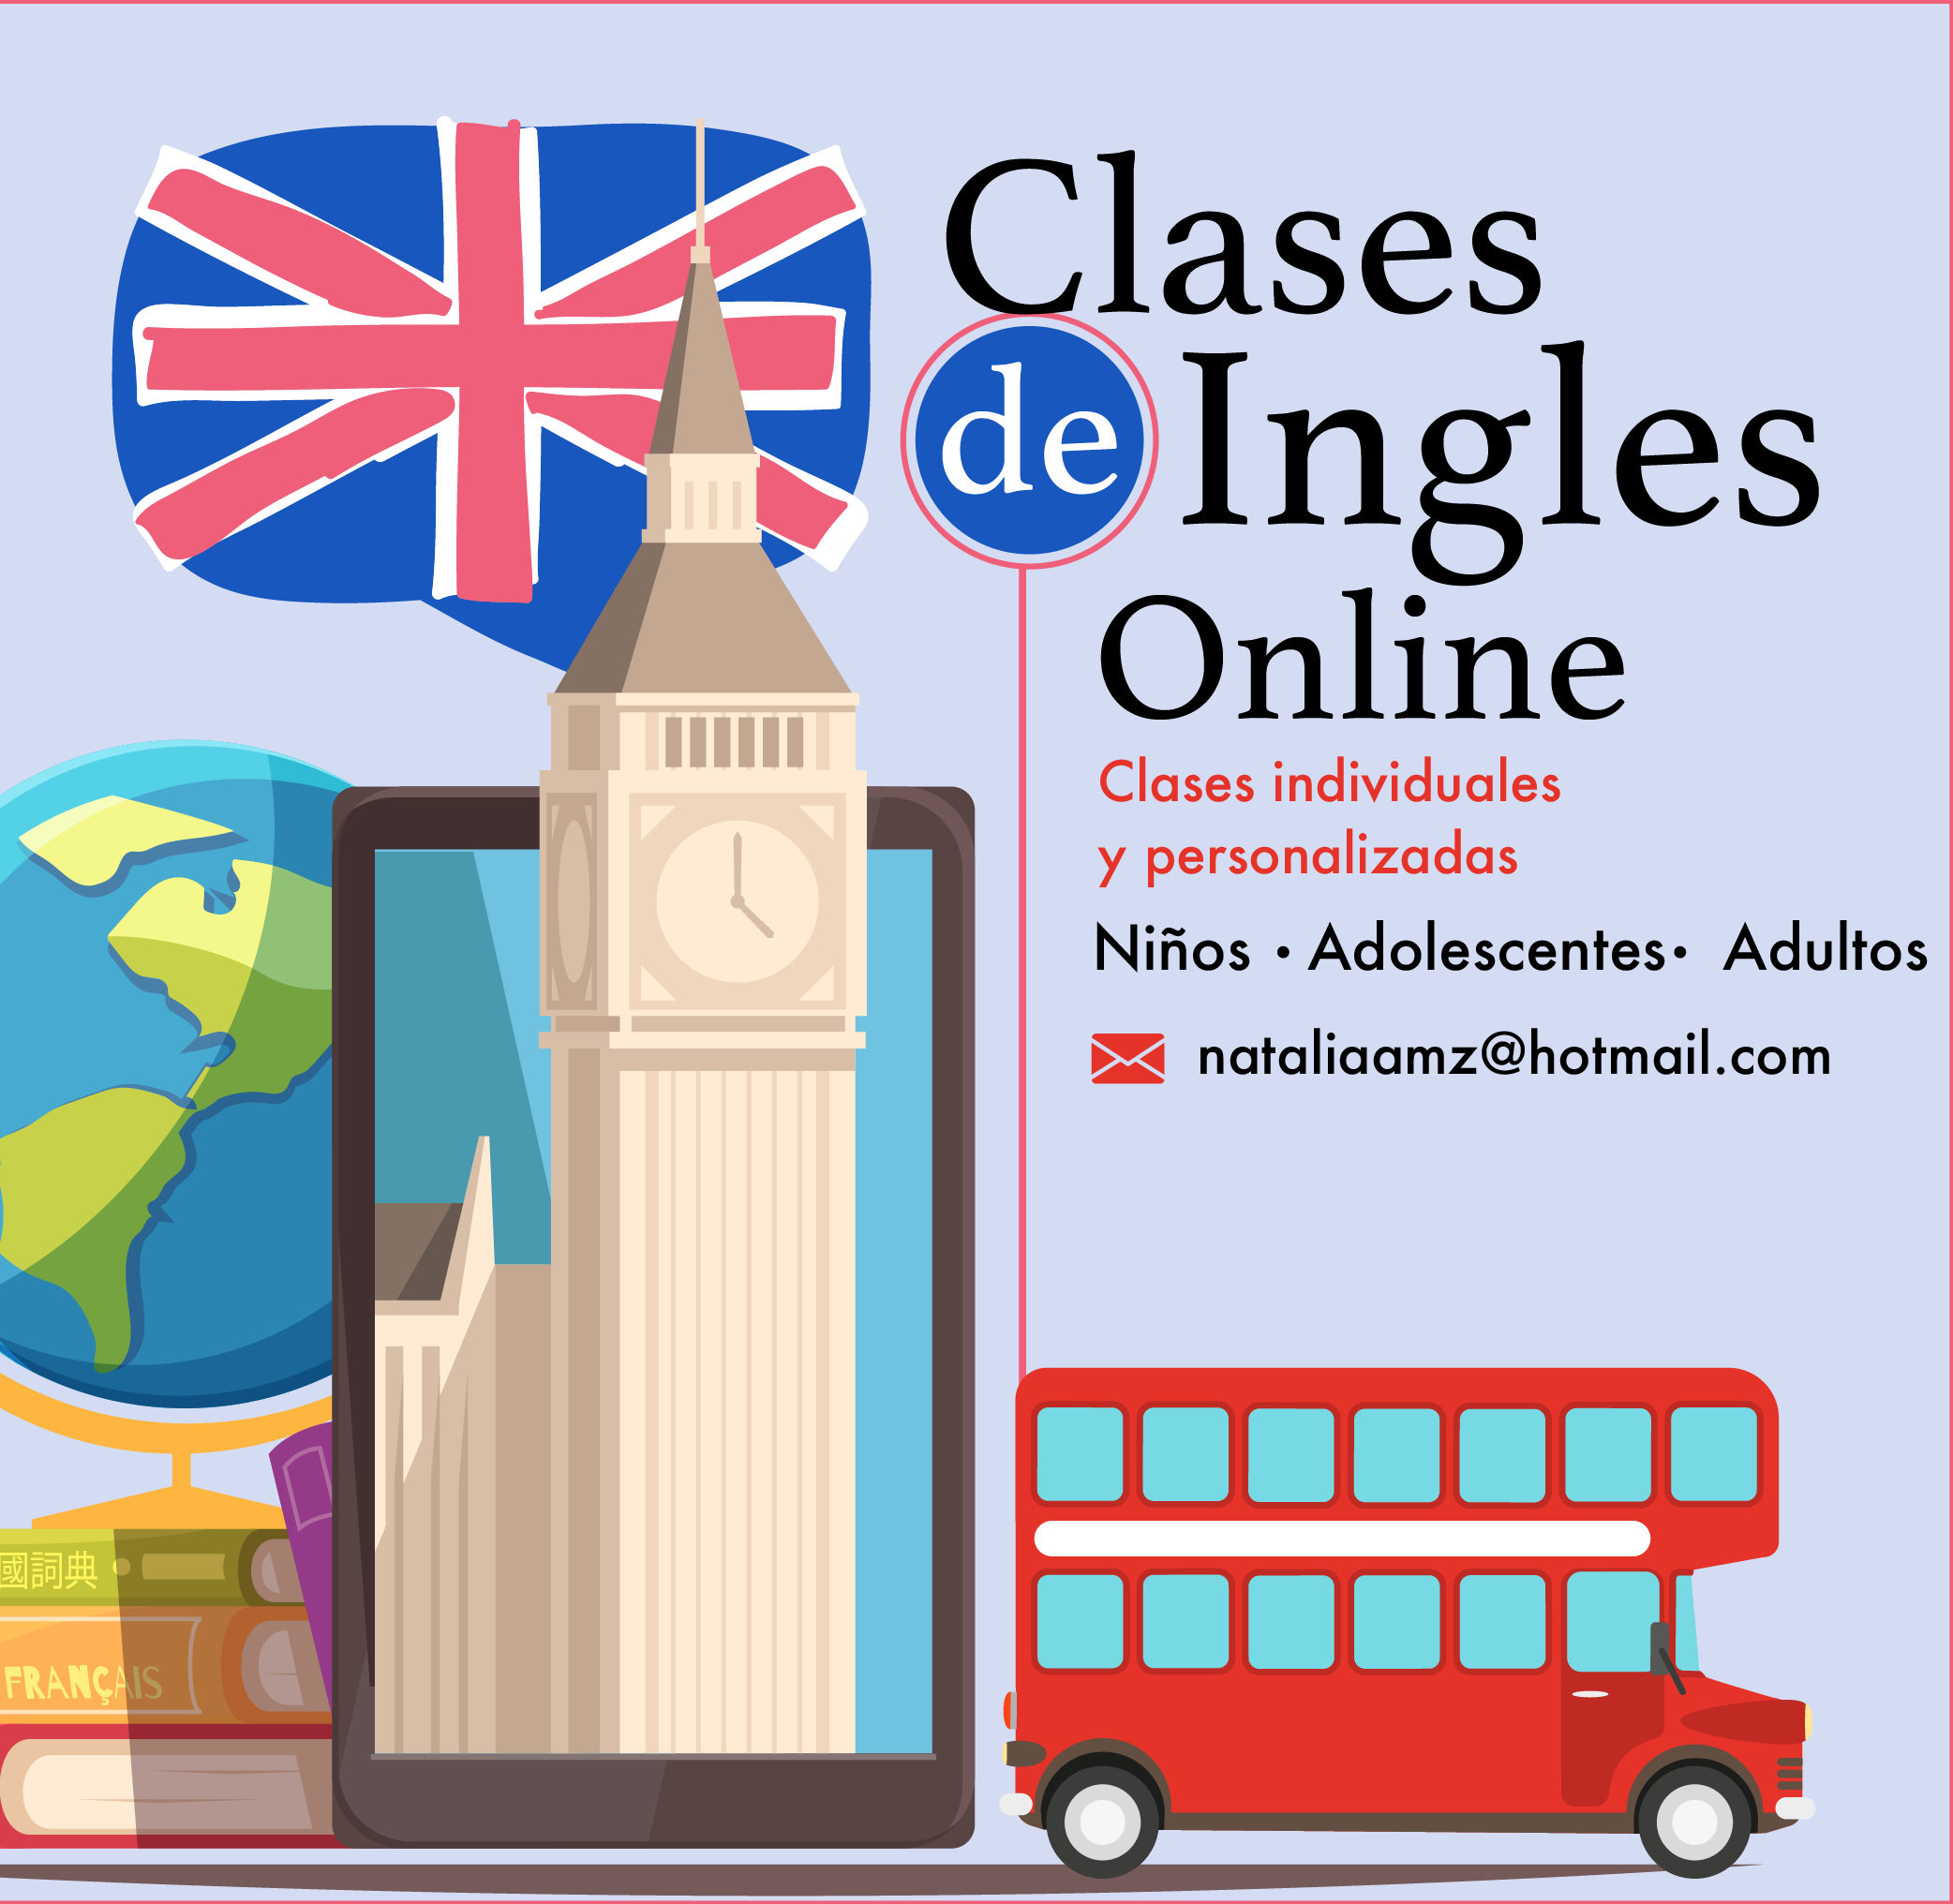 Clases
de Ingles
Online
Clases individuales
y personalizadas
Niños • Adolescentes• Adultos
nataliaamz@hotmail.com
國詞典
FRANÇAIS